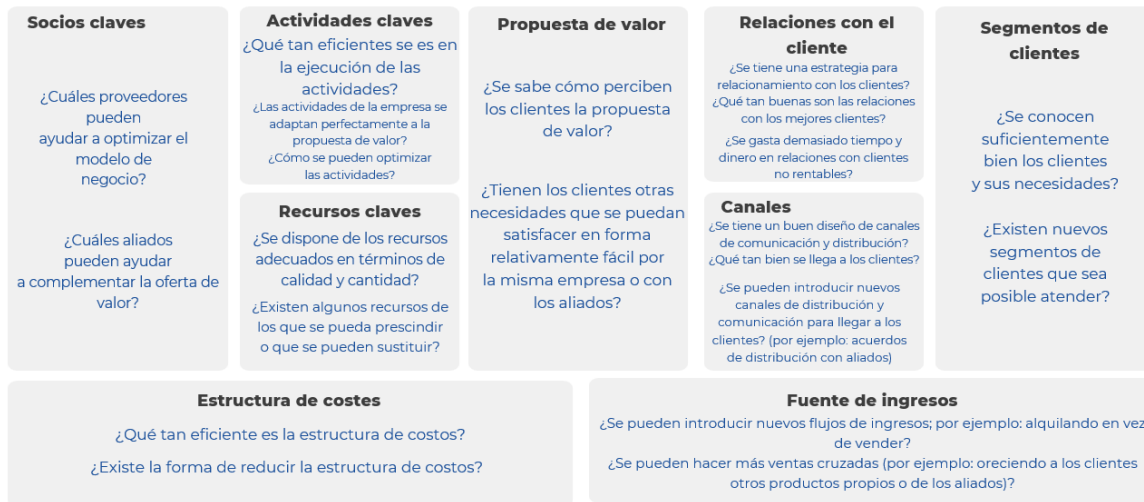 Socios claves
¿Cuáles proveedores
pueden
ayudar a optimizar el
modelo de
negocio?
¿Cuáles aliados
pueden ayudar
a complementar la oferta de
valor?
Actividades claves
¿Qué tan eficientes se es en
la ejecución de las
actividades?
¿Las actividades de la empresa se
adaptan perfectamente a la
propuesta de valor?
¿Cómo se pueden optimizar
las actividades?
Recursos claves
¿Se dispone de los recursos
adecuados en términos de
calidad y cantidad?
¿Existen algunos recursos de
los que se pueda prescindir
o que se pueden sustituir?
Propuesta de valor
¿Se sabe cómo perciben
los clientes la propuesta
de valor?
¿Tienen los clientes otras
necesidades que se puedan
satisfacer en forma
relativamente fácil por
la misma empresa o con
los aliados?
Relaciones con el
cliente
¿Se tiene una estrategia para
relacionamiento con los clientes?
¿Qué tan buenas son las relaciones
con los mejores clientes?
¿Se gasta demasiado tiempo y
dinero en relaciones con clientes
no rentables?
Canales
¿Se tiene un buen diseño de canales
de comunicación y distribución?
¿Qué tan bien se llega a los clientes?
¿Se pueden introducir nuevos
canales de distribución y
comunicación para llegar a los
clientes? (por ejemplo: acuerdos
de distribución con aliados)
Segmentos de
clientes
¿Se conocen
suficientemente
bien los clientes
y sus necesidades?
¿Existen nuevos
segmentos de
clientes que sea
posible atender?
Estructura de costes
¿Qué tan eficiente es la estructura de costos?
¿Existe la forma de reducir la estructura de costos?
Fuente de ingresos
¿Se pueden introducir nuevos flujos de ingresos; por ejemplo: alquilando en vez
de vender?
¿Se pueden hacer más ventas cruzadas (por ejemplo: oreciendo a los clientes
otros productos propios o de los aliados)?